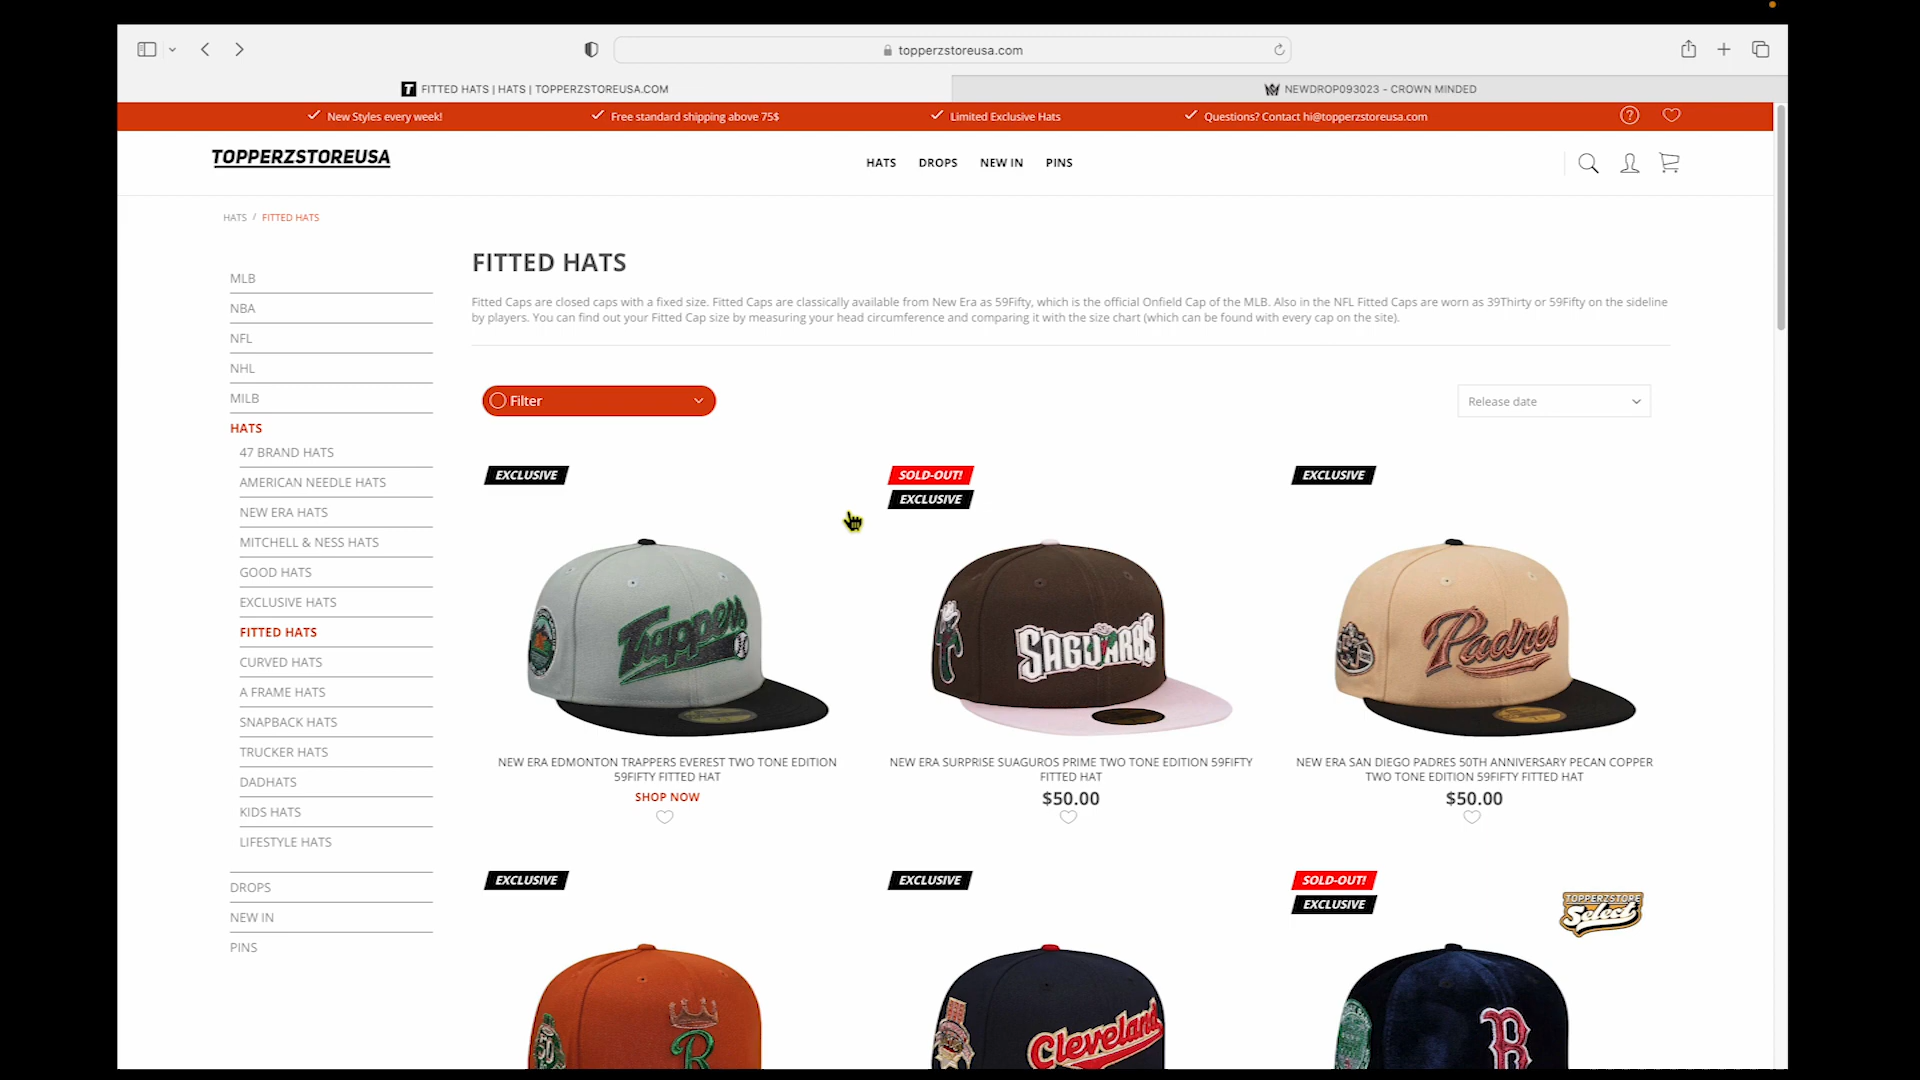 topperzstoreusa.com
FITTED HATS | HATS | TOPPERZSTOREUSA.COM
NEWDROP093023 - CROWN MINDED
New Styles every week!
Free standard shipping above 75$
Limited Exclusive Hats
Questions? Contact hi@topperzstoreusa.com
TOPPERZSTOREUSA
HATS
DROPS
NEW IN
PINS
HATS / FITTED HATS
MLB
NBA
NFL
NHL
MILB
HATS
47 BRAND HATS
AMERICAN NEEDLE HATS
NEW ERA HATS
MITCHELL & NESS HATS
GOOD HATS
EXCLUSIVE HATS
FITTED HATS
CURVED HATS
A FRAME HATS
SNAPBACK HATS
TRUCKER HATS
DADHATS
KIDS HATS
LIFESTYLE HATS
DROPS
NEW IN
PINS
FITTED HATS
Fitted Caps are closed caps with a fixed size. Fitted Caps are classically available from New Era as 59Fifty, which is the official Onfield Cap of the MLB. Also in the NFL Fitted Caps are worn as 39Thirty or 59Fifty on the sideline
by players. You can find out your Fitted Cap size by measuring your head circumference and comparing it with the size chart (which can be found with every cap on the site).
Filter
Release date
EXCLUSIVE
Trappers
NEW ERA EDMONTON TRAPPERS EVEREST TWO TONE EDITION
59FIFTY FITTED HAT
SHOP NOW
SOLD-OUT!
EXCLUSIVE
SAGUAROS
NEW ERA SURPRISE SUAGUROS PRIME TWO TONE EDITION 59FIFTY
FITTED HAT
$50.00
EXCLUSIVE
Padres
NEW ERA SAN DIEGO PADRES 50TH ANNIVERSARY PECAN COPPER
TWO TONE EDITION 59FIFTY FITTED HAT
$50.00
EXCLUSIVE
50
R
EXCLUSIVE
Cleveland
SOLD-OUT!
EXCLUSIVE
TOPPERZSTORE
Select
B